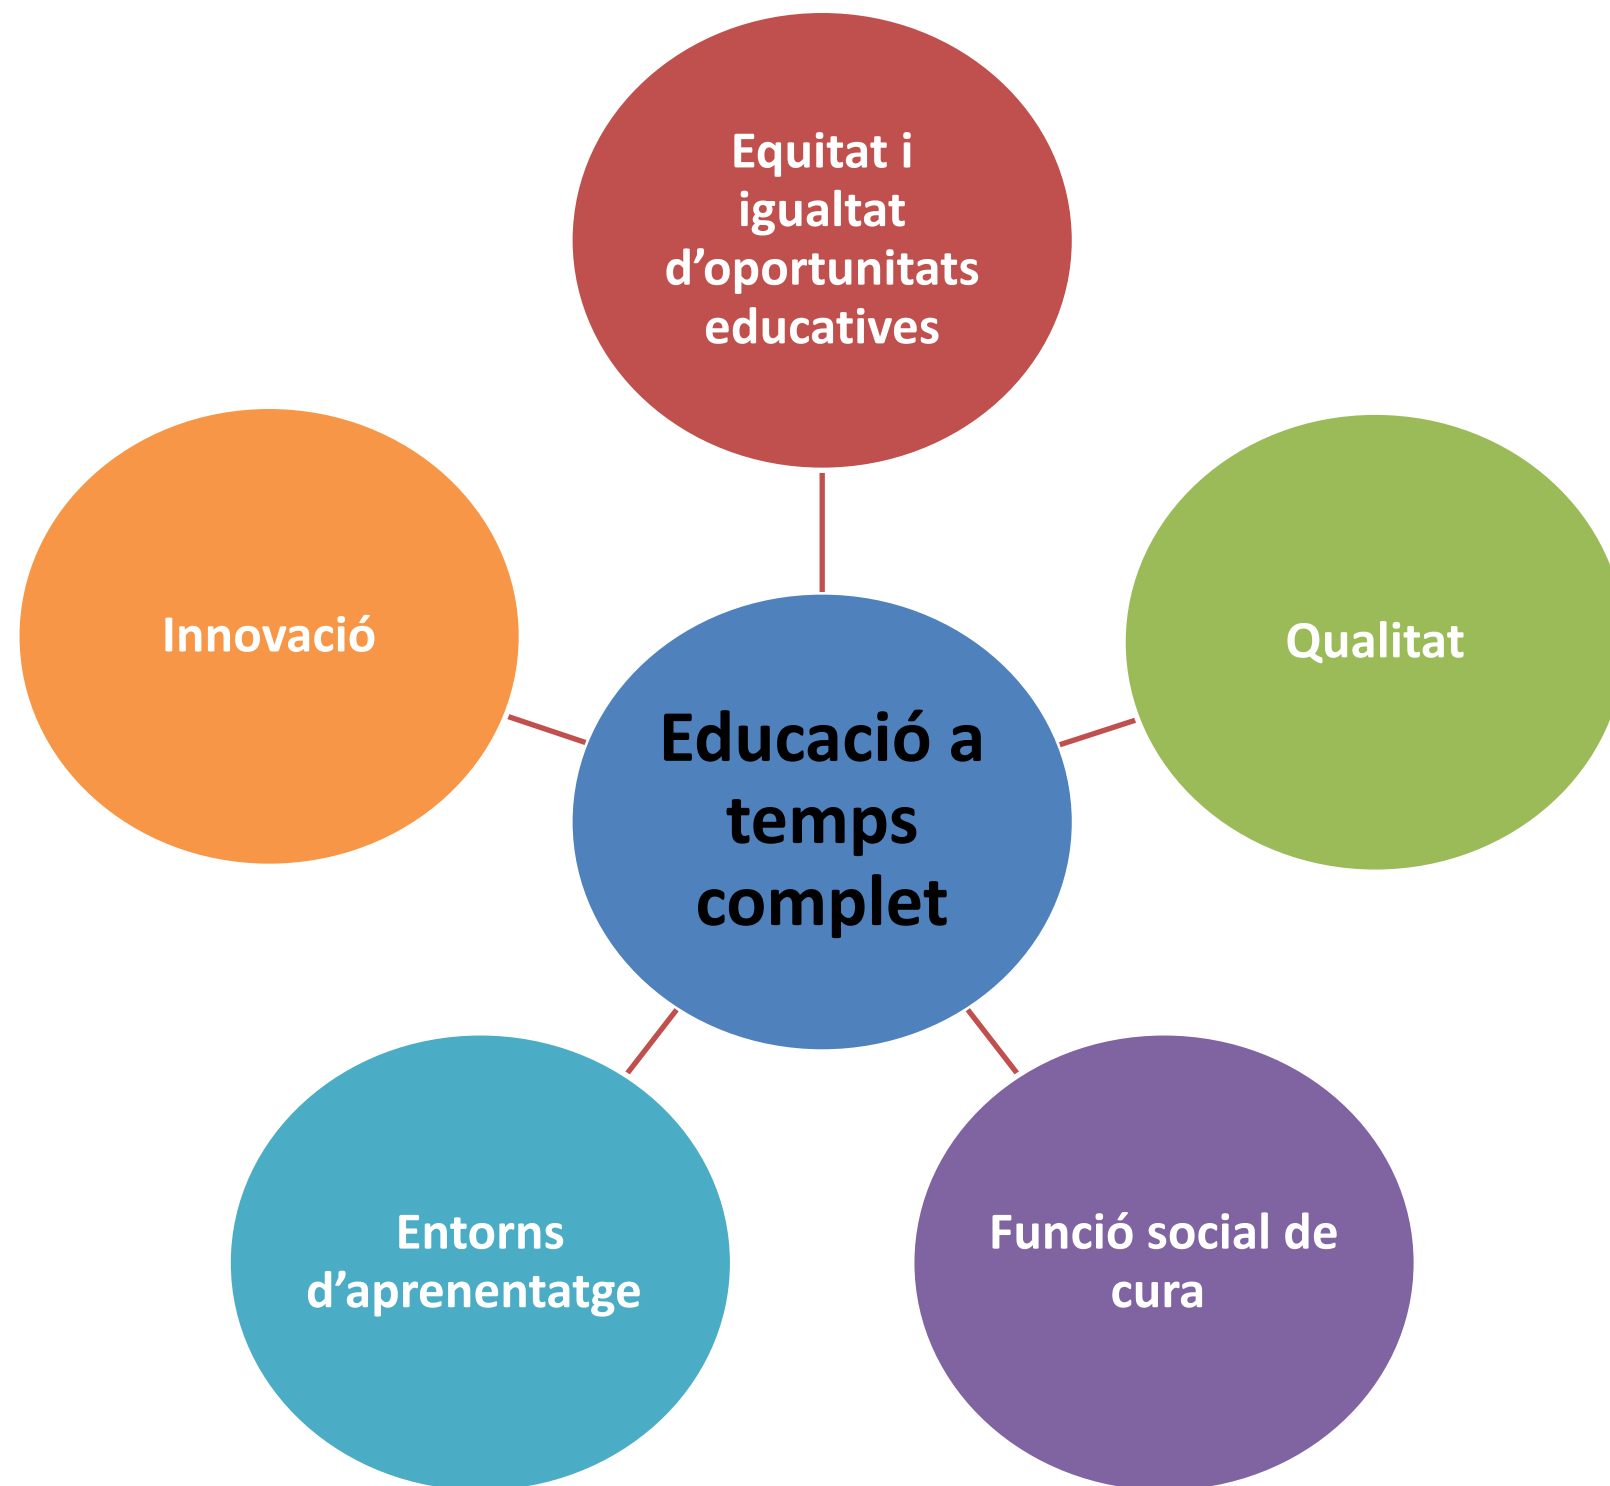 Equitat i
igualtat
d’oportunitats
educatives
Innovació
Qualitat
Educació a
temps
complet
Entorns
d’aprenentatge
Funció social de
cura